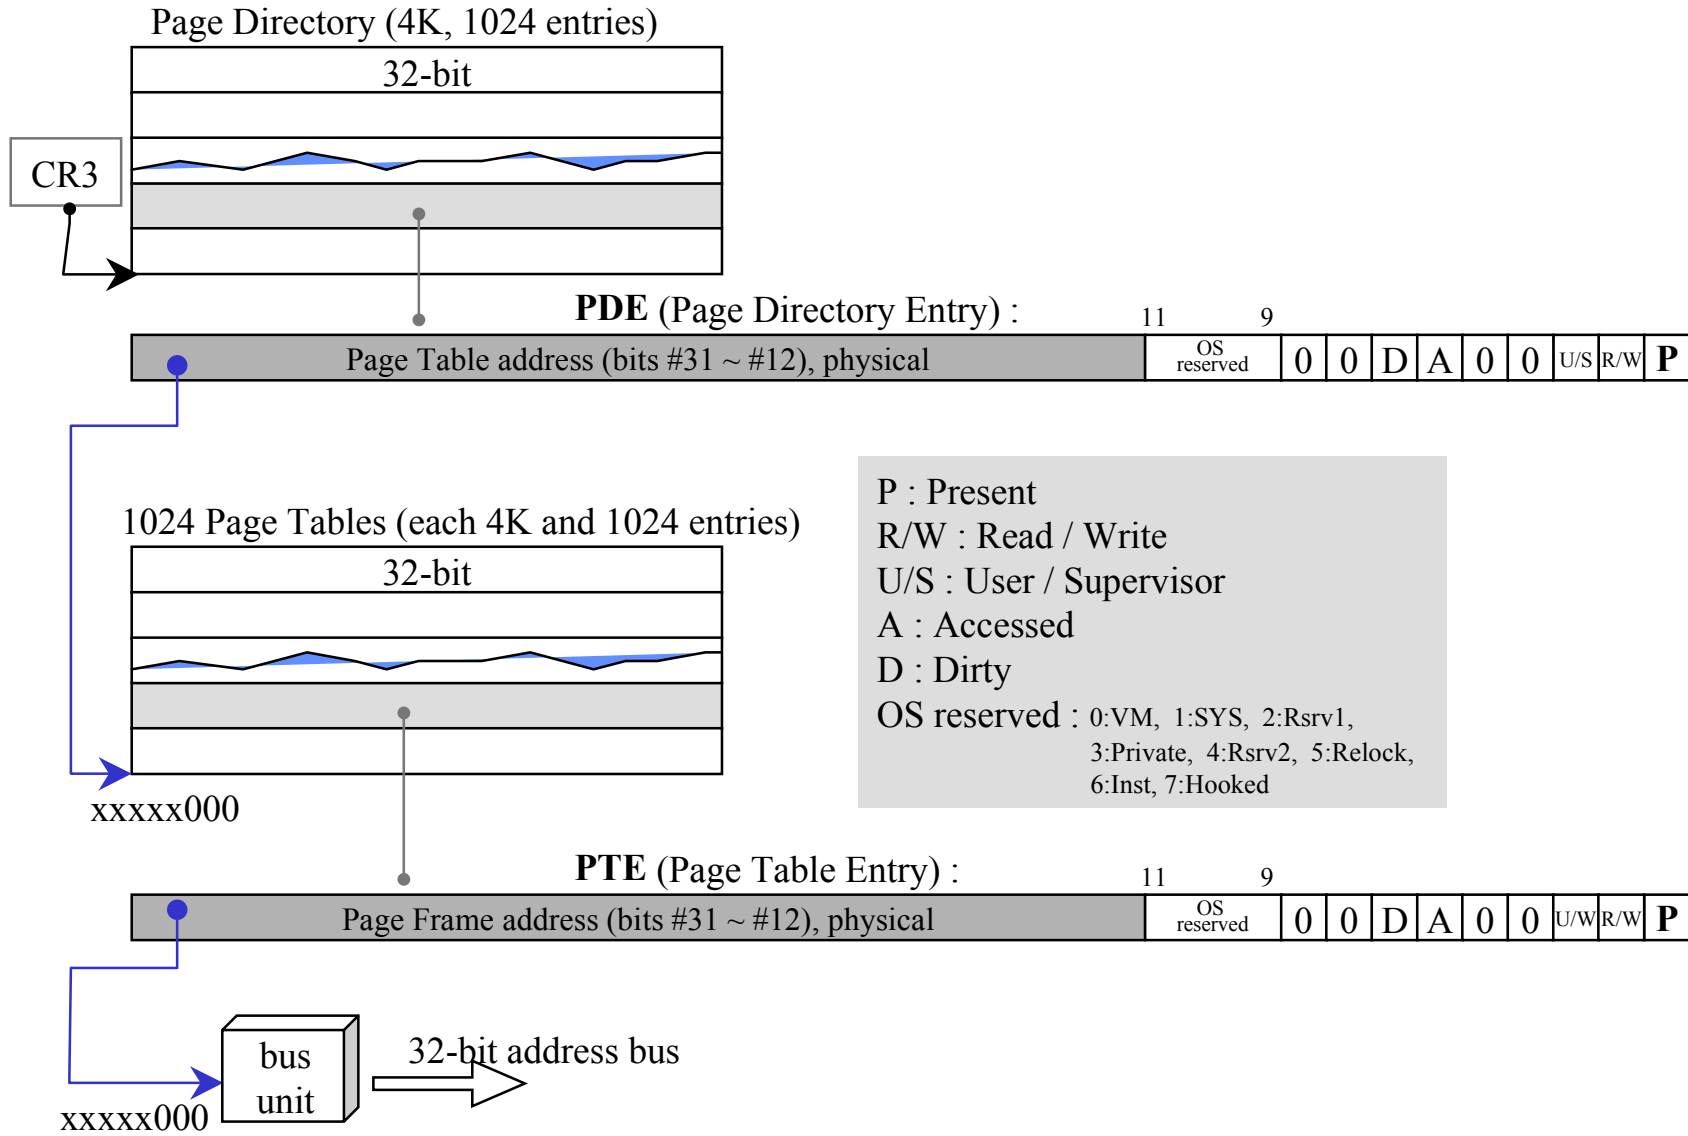 Page Directory (4K, 1024 entries)
32-bit
CR3
PDE (Page Directory Entry) :
11 9
Page Table address (bits #31 ~ #12), physical
OS
reserved
0 0 D A 0 0 U/S R/W P
1024 Page Tables (each 4K and 1024 entries)
32-bit
xxxxx000
P : Present
R/W : Read / Write
U/S : User / Supervisor
A : Accessed
D : Dirty
OS reserved : 0:VM, 1:SYS, 2:Rsrv1,
3:Private, 4:Rsrv2, 5:Relock,
6:Inst, 7:Hooked
PTE (Page Table Entry) :
11 9
Page Frame address (bits #31 ~ #12), physical
OS
reserved
0 0 D A 0 0 U/W R/W P
bus
unit
32-bit address bus
xxxxx000